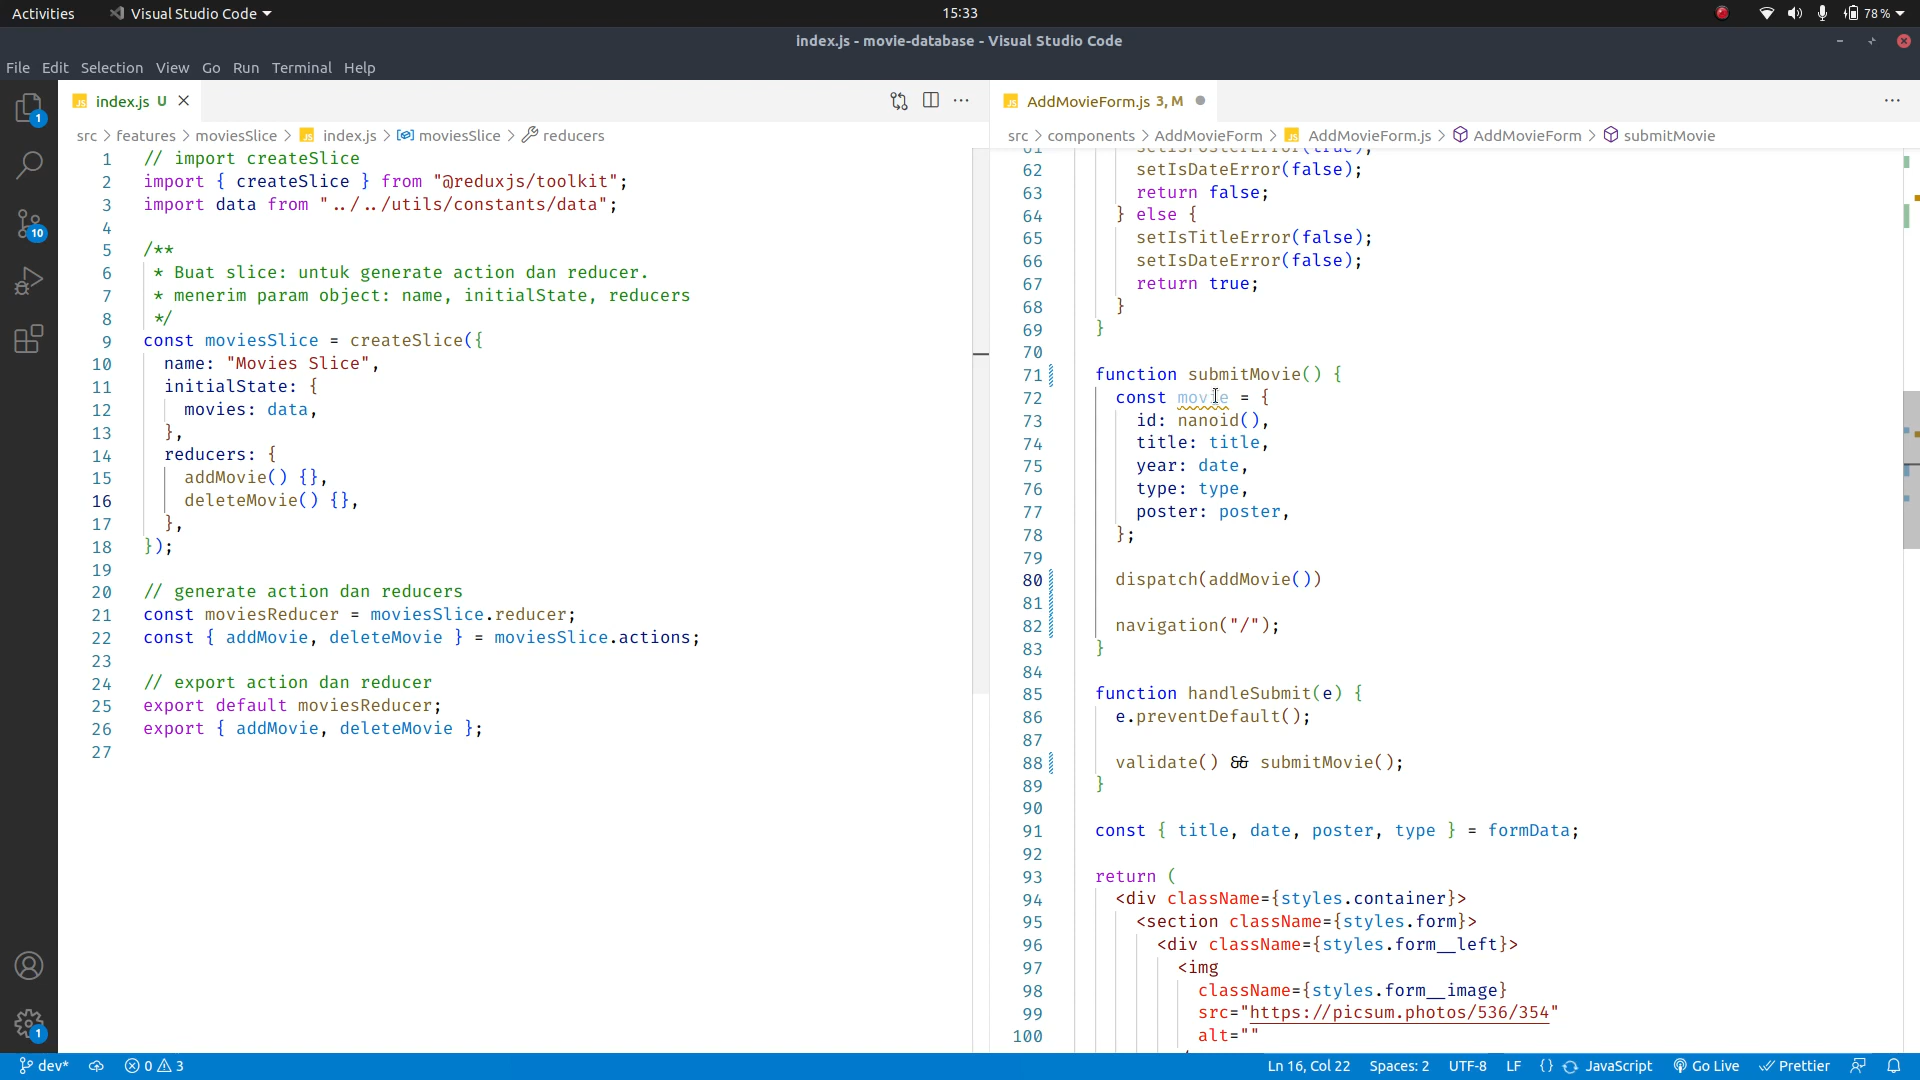 Activities
Visual Studio Code
15:33
78 %
index.js - movie-database - Visual Studio Code
File Edit Selection View Go Run Terminal Help
index.js U
src > features > moviesSlice > index.js > moviesSlice > reducers
1 // import createSlice
2 import { createSlice } from "@reduxjs/toolkit";
3 import data from "../../utils/constants/data";
4
5 /**
6 * Buat slice: untuk generate action dan reducer.
7 * menerim param object: name, initialState, reducers
8 */
9 const moviesSlice = createSlice({
10 name: "Movies Slice",
11 initialState: {
12 movies: data,
13 },
14 reducers: {
15 addMovie() {},
16 deleteMovie() {},
17 },
18 });
19
20 // generate action dan reducers
21 const moviesReducer = moviesSlice.reducer;
22 const { addMovie, deleteMovie } = moviesSlice.actions;
23
24 // export action dan reducer
25 export default moviesReducer;
26 export { addMovie, deleteMovie };
27
AddMovieForm.js 3, M
src > components > AddMovieForm > AddMovieForm.js > AddMovieForm > submitMovie
61 setIsPosterError(true);
62 setIsDateError(false);
63 return false;
64 } else {
65 setIsTitleError(false);
66 setIsDateError(false);
67 return true;
68 }
69 }
70
71 function submitMovie() {
72 const movie = {
73 id: nanoid(),
74 title: title,
75 year: date,
76 type: type,
77 poster: poster,
78 };
79
80 dispatch(addMovie())
81
82 navigation("/");
83 }
84
85 function handleSubmit(e) {
86 e.preventDefault();
87
88 validate() && submitMovie();
89 }
90
91 const { title, date, poster, type } = formData;
92
93 return (
94 <div className={styles.container}>
95 <section className={styles.form}>
96 <div className={styles.form__left}>
97 <img
98 className={styles.form__image}
99 src="https://picsum.photos/536/354"
100 alt=""
1
10
1
dev*
0 3
Ln 16, Col 22 Spaces: 2 UTF-8 LF {} JavaScript Go Live Prettier